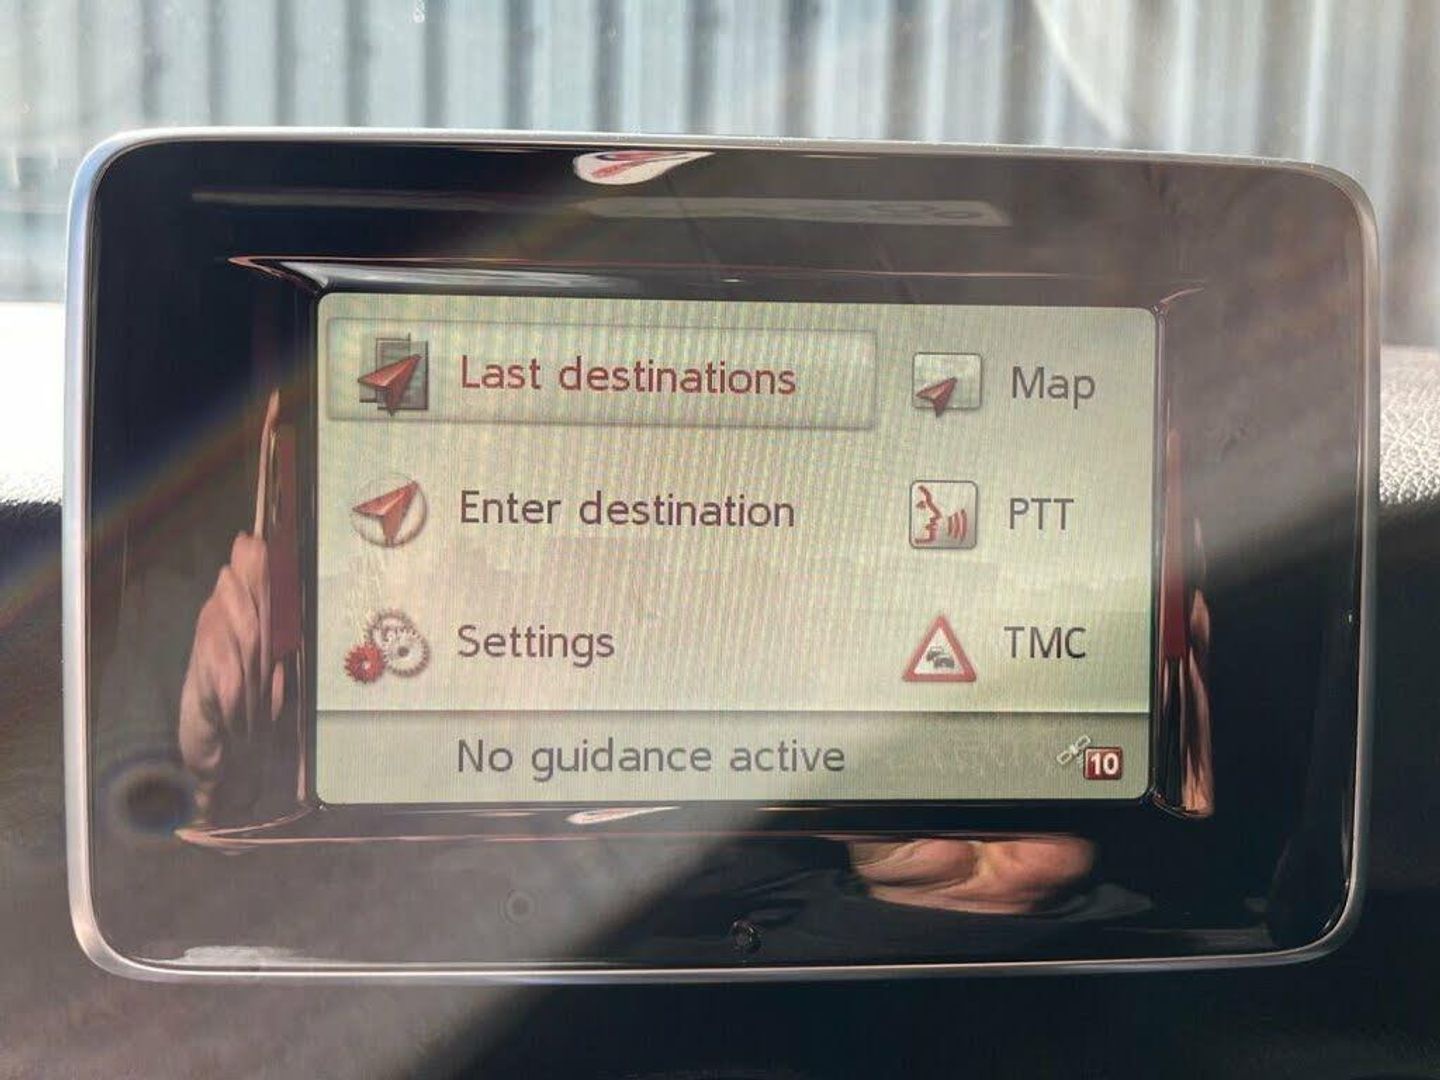 Last destinations
Map
Enter destination
PTT
Settings
TMC
No guidance active
10